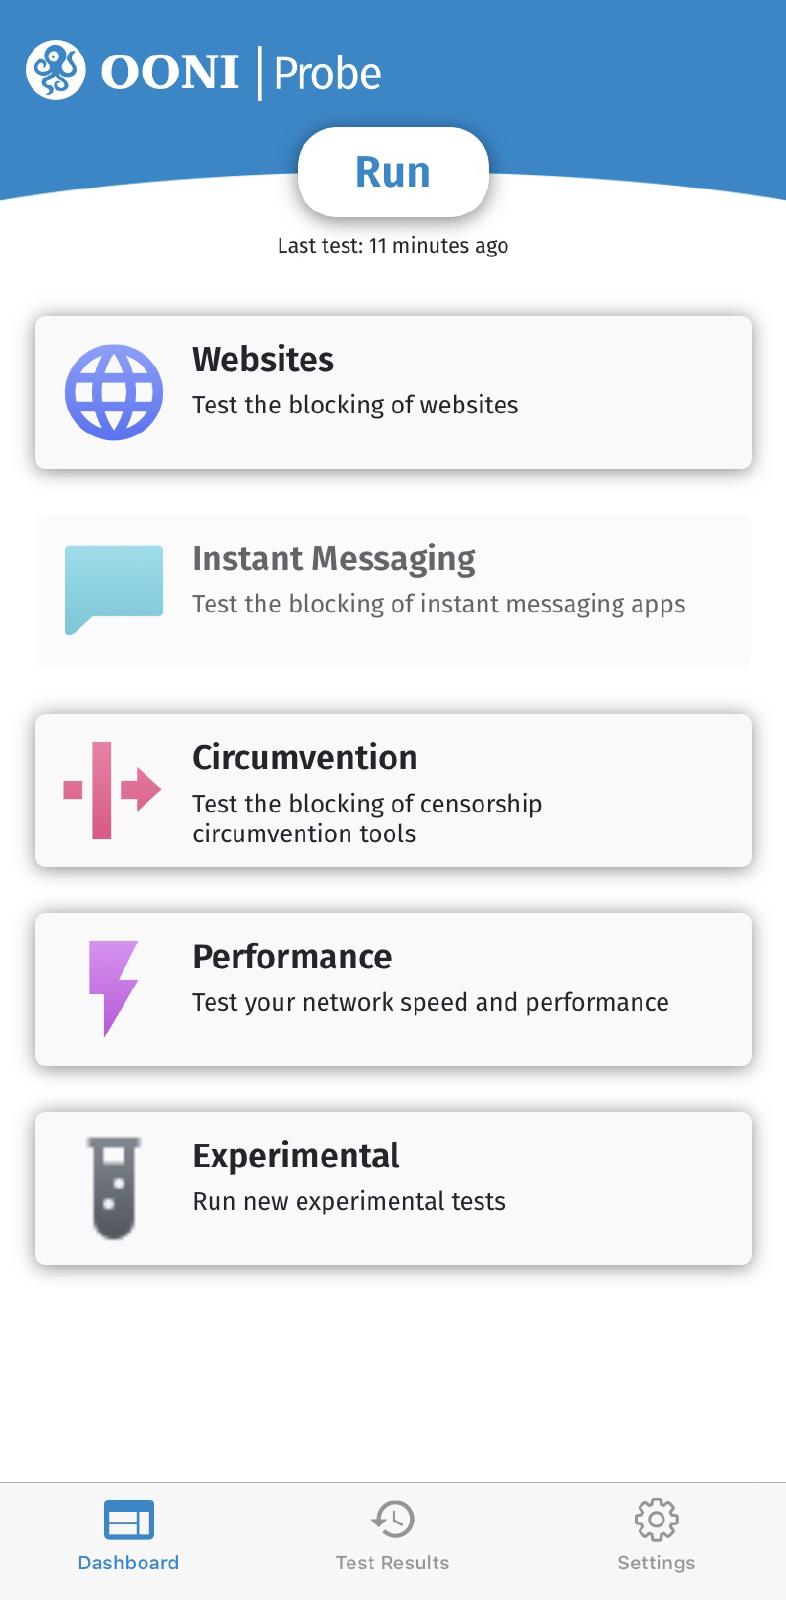 OONI Probe
Run
Last test: 11 minutes ago
Websites
Test the blocking of websites
Instant Messaging
Test the blocking of instant messaging apps
Circumvention
Test the blocking of censorship
circumvention tools
Performance
Test your network speed and performance
Experimental
Run new experimental tests
Dashboard
Test Results
Settings